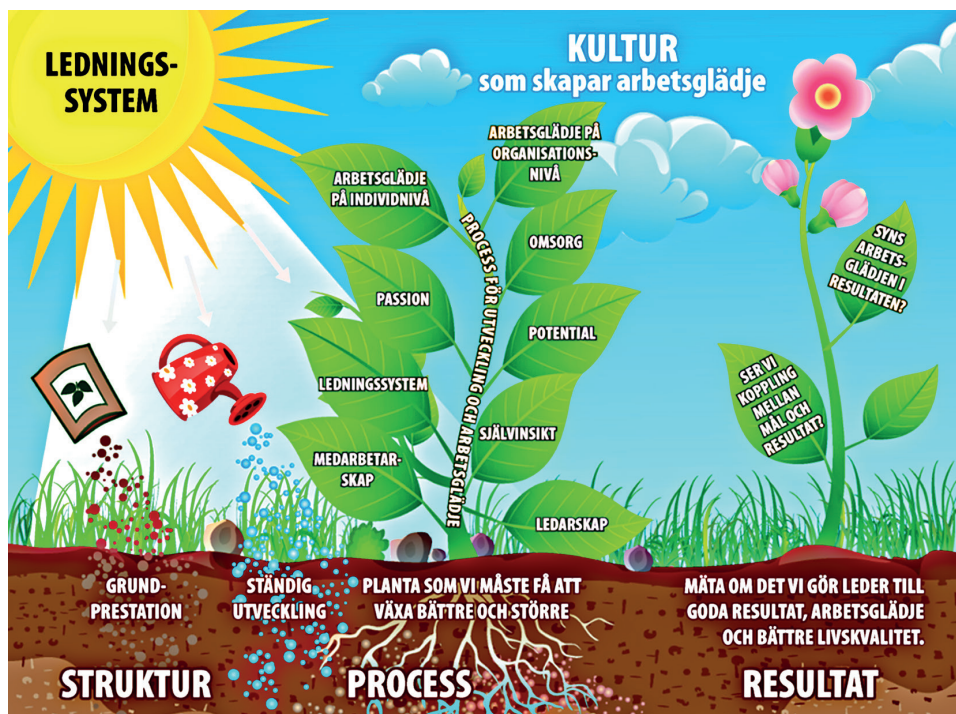 LEDNINGS-
SYSTEM
KULTUR
som skapar arbetsglädje
ARBETSGLÄDJE PÅ
ORGANISATIONS-
NIVÅ
ARBETSGLÄDJE
PÅ INDIVIDNIVÅ
PROCESS FÖR UTVECKLING OCH ARBETSGLÄDJE
OMSORG
PASSION
POTENTIAL
LEDNINGSSYSTEM
SJÄLVINSIKT
MEDARBETAR-
SKAP
LEDARSKAP
SYNS
ARBETS-
GLÄDJEN I
RESULTATEN?
SER VI
KOPPLING
MELLAN
MÅL OCH
RESULTAT?
GRUND-
PRESTATION
STÄNDIG
UTVECKLING
PLANTA SOM VI MÅSTE FÅ ATT
VÄXA BÄTTRE OCH STÖRRE
MÄTA OM DET VI GÖR LEDER TILL
GODA RESULTAT, ARBETSGLÄDJE
OCH BÄTTRE LIVSKVALITET.
STRUKTUR
PROCESS
RESULTAT